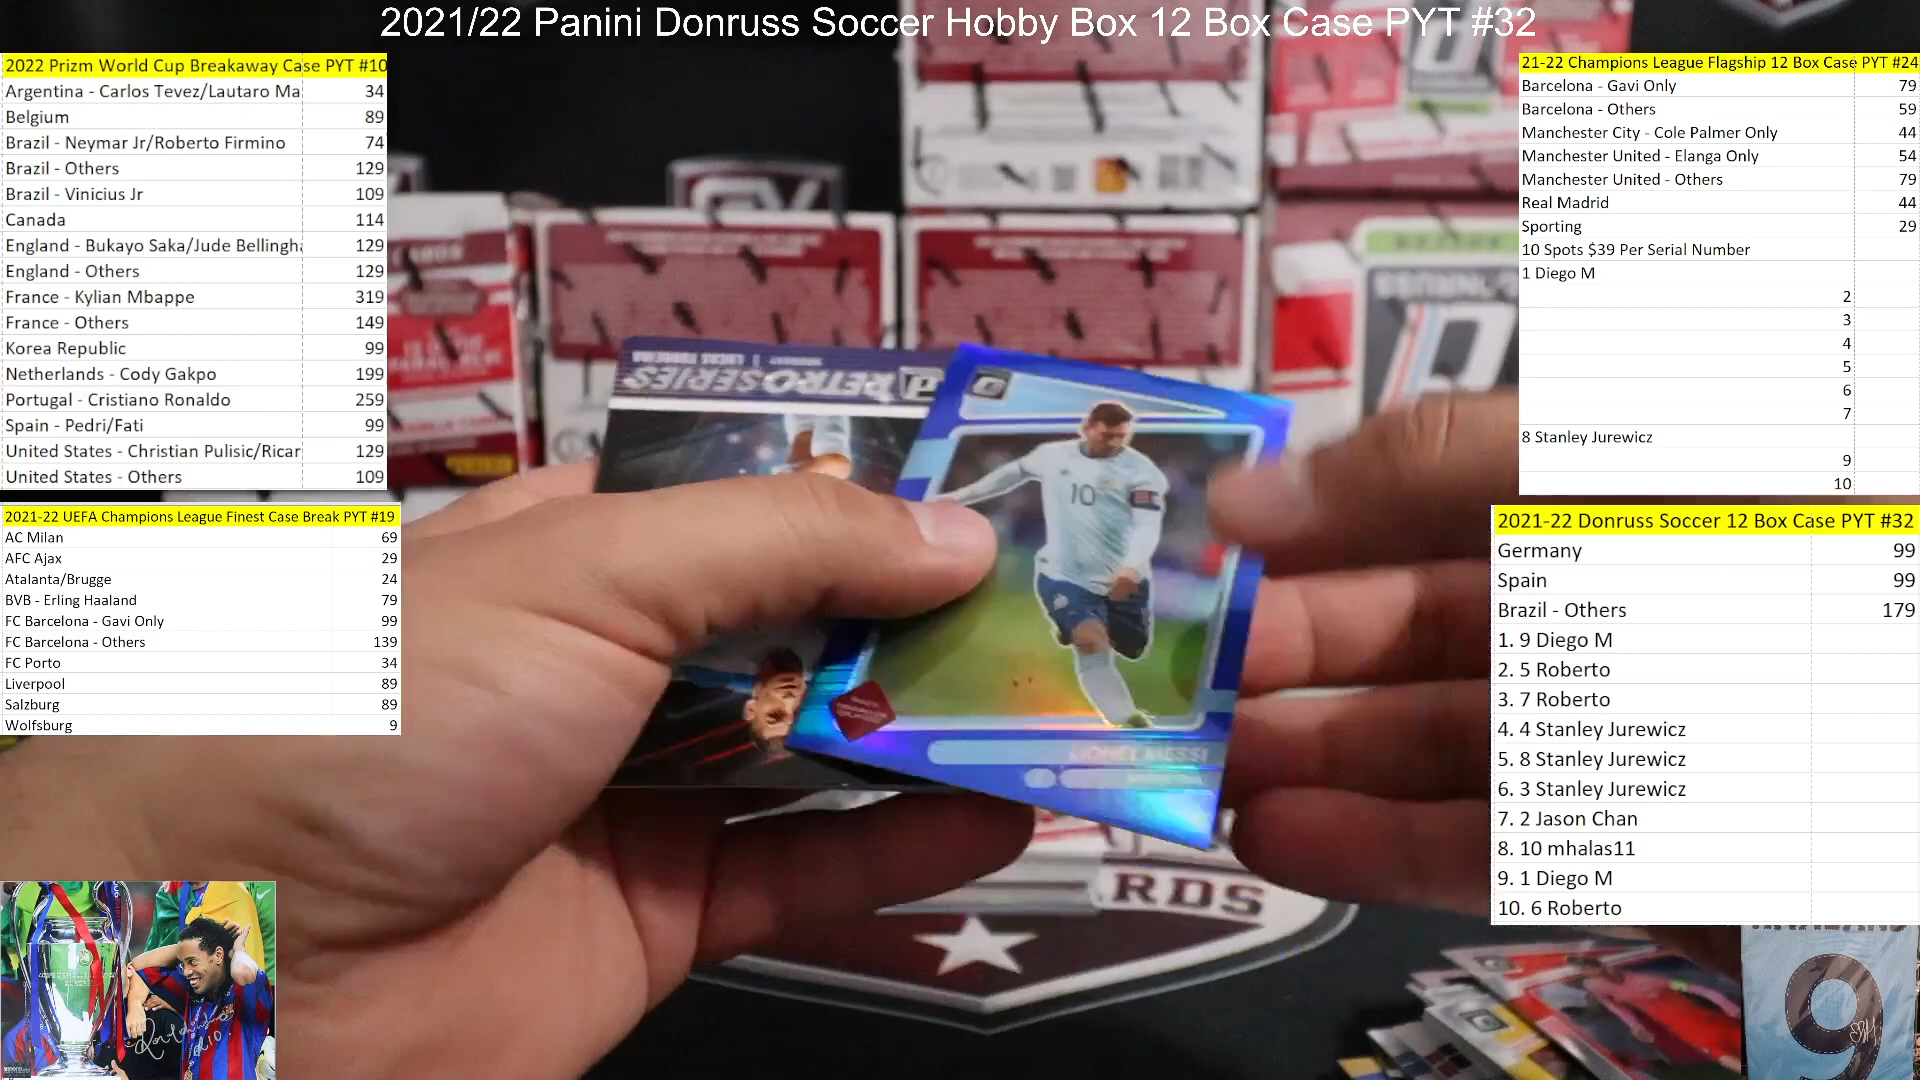 2021/22 Panini Donruss Soccer Hobby Box 12 Box Case PYT #32
2022 Prizm World Cup Breakaway Case PYT #10
Argentina - Carlos Tevez/Lautaro Ma 34
Belgium 89
Brazil - Neymar Jr/Roberto Firmino 74
Brazil - Others 129
Brazil - Vinicius Jr 109
Canada 114
England - Bukayo Saka/Jude Bellingh 129
England - Others 129
France - Kylian Mbappe 319
France - Others 149
Korea Republic 99
Netherlands - Cody Gakpo 199
Portugal - Cristiano Ronaldo 259
Spain - Pedri/Fati 99
United States - Christian Pulisic/Ricar 129
United States - Others 109
2021-22 UEFA Champions League Finest Case Break PYT #19
AC Milan 69
AFC Ajax 29
Atalanta/Brugge 24
BVB - Erling Haaland 79
FC Barcelona - Gavi Only 99
FC Barcelona - Others 139
FC Porto 34
Liverpool 89
Salzburg 89
Wolfsburg 9
21-22 Champions League Flagship 12 Box Case PYT #24
Barcelona - Gavi Only 79
Barcelona - Others 59
Manchester City - Cole Palmer Only 44
Manchester United - Elanga Only 54
Manchester United - Others 79
Real Madrid 44
Sporting 29
10 Spots $39 Per Serial Number
1 Diego M
2
3
4
5
6
7
8 Stanley Jurewicz
9
10
2021-22 Donruss Soccer 12 Box Case PYT #32
Germany 99
Spain 99
Brazil - Others 179
1. 9 Diego M
2. 5 Roberto
3. 7 Roberto
4. 4 Stanley Jurewicz
5. 8 Stanley Jurewicz
6. 3 Stanley Jurewicz
7. 2 Jason Chan
8. 10 mhalas11
9. 1 Diego M
10. 6 Roberto
LUCAS TORREIRA
RETRO SERIES
10
LIONEL MESSI
RDS
9